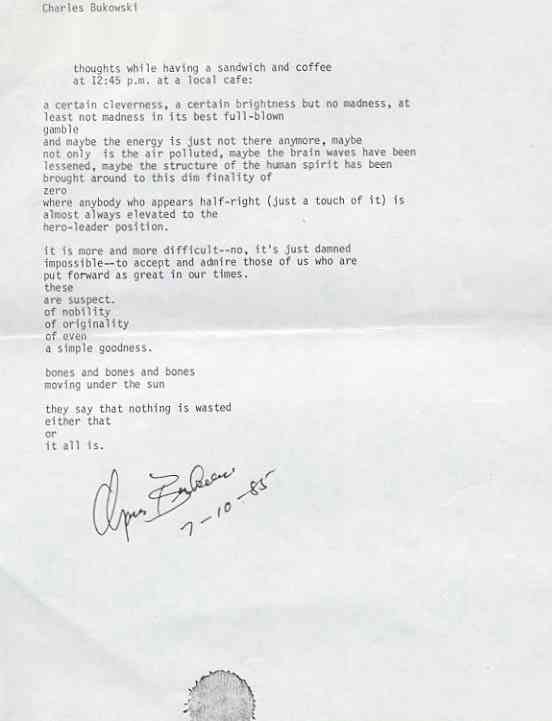 Charles Bukowski
thoughts while having a sandwich and coffee
at 12:45 p.m. at a local cafe:
a certain cleverness, a certain brightness but no madness, at
least not madness in its best full-blown
gamble
and maybe the energy is just not there anymore, maybe
not only  is the air polluted, maybe the brain waves have been
lessened, maybe the structure of the human spirit has been
brought around to this dim finality of
zero
where anybody who appears half-right (just a touch of it) is
almost always elevated to the
hero-leader position.
it is more and more difficult--no, it's just damned
impossible--to accept and admire those of us who are
put forward as great in our times.
these
are suspect.
of nobility
of originality
of even
a simple goodness.
bones and bones and bones
moving under the sun
they say that nothing is wasted
either that
or
it all is.
7-10-85